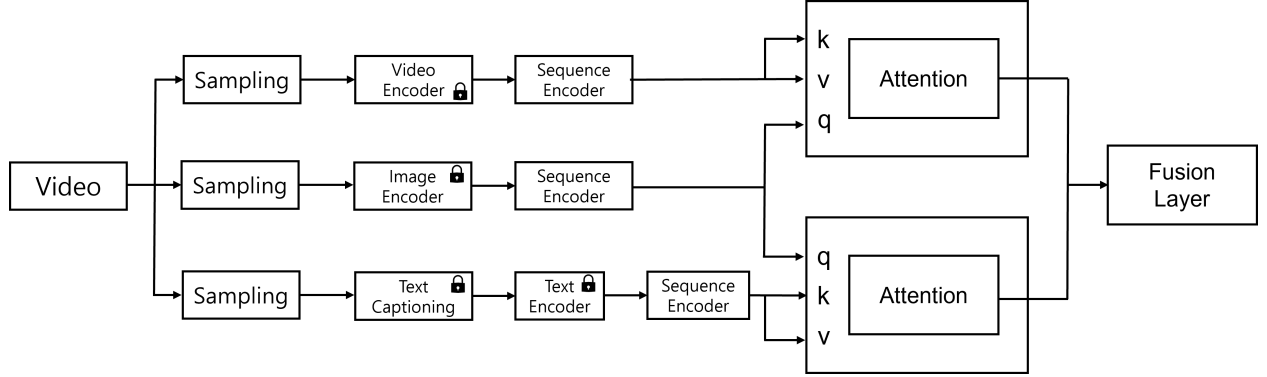 Video
Sampling
Video
Encoder
Sequence
Encoder
k
v
q
Attention
Sampling
Image
Encoder
Sequence
Encoder
Sampling
Text
Captioning
Text
Encoder
Sequence
Encoder
q
k
v
Attention
Fusion
Layer